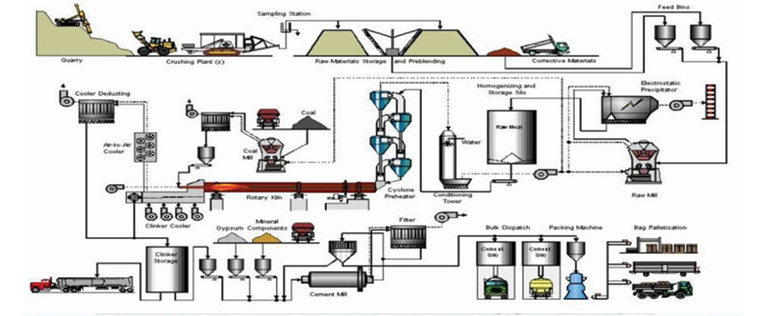 Sampling Station
Feed Bins
Quarry
Crushing Plant (s)
Raw Materials Storage and Preblending
Corrective Materials
Cooler Dedusting
Coal
Homogenizing and
Storage Silo
Electrostatic
Precipitator
Air-to-Air
Cooler
Coal
Mill
Water
Raw Meal
Rotary Kiln
Cyclone
Preheater
Conditioning
Tower
Raw Mill
Clinker Cooler
Gypsum
Mineral
Components
Filter
Bulk Dispatch
Packing Machine
Bag Palletization
Clinker
Storage
Cement
Silo
Cement
Silo
Cement Mill